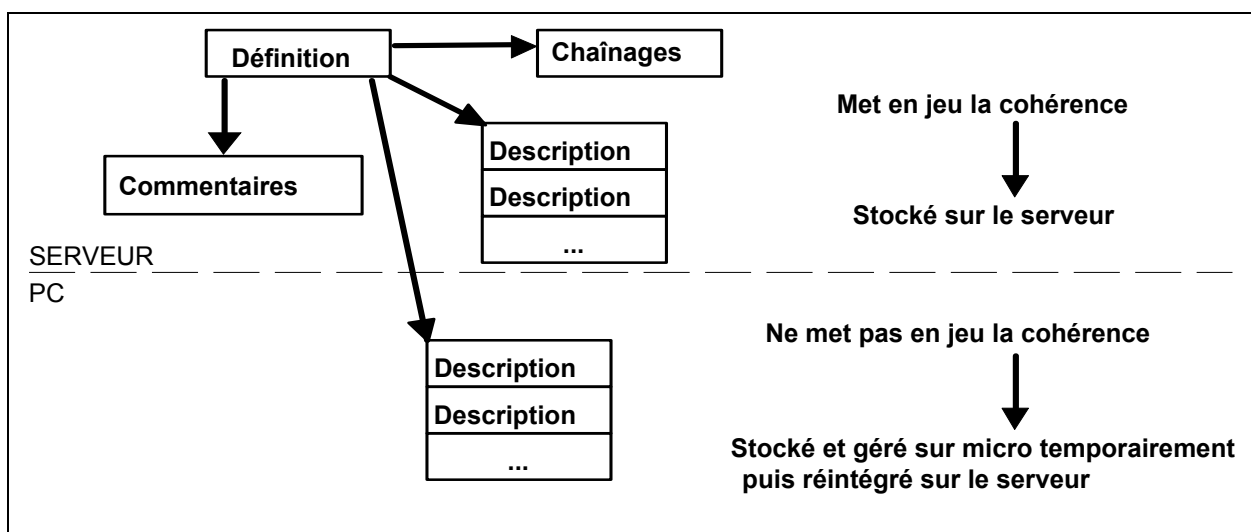 Définition
Chaînages
Met en jeu la cohérence
Description
Commentaires
Description
Stocké sur le serveur
...
SERVEUR
PC
Ne met pas en jeu la cohérence
Description
Description
...
Stocké et géré sur micro temporairement
puis réintégré sur le serveur